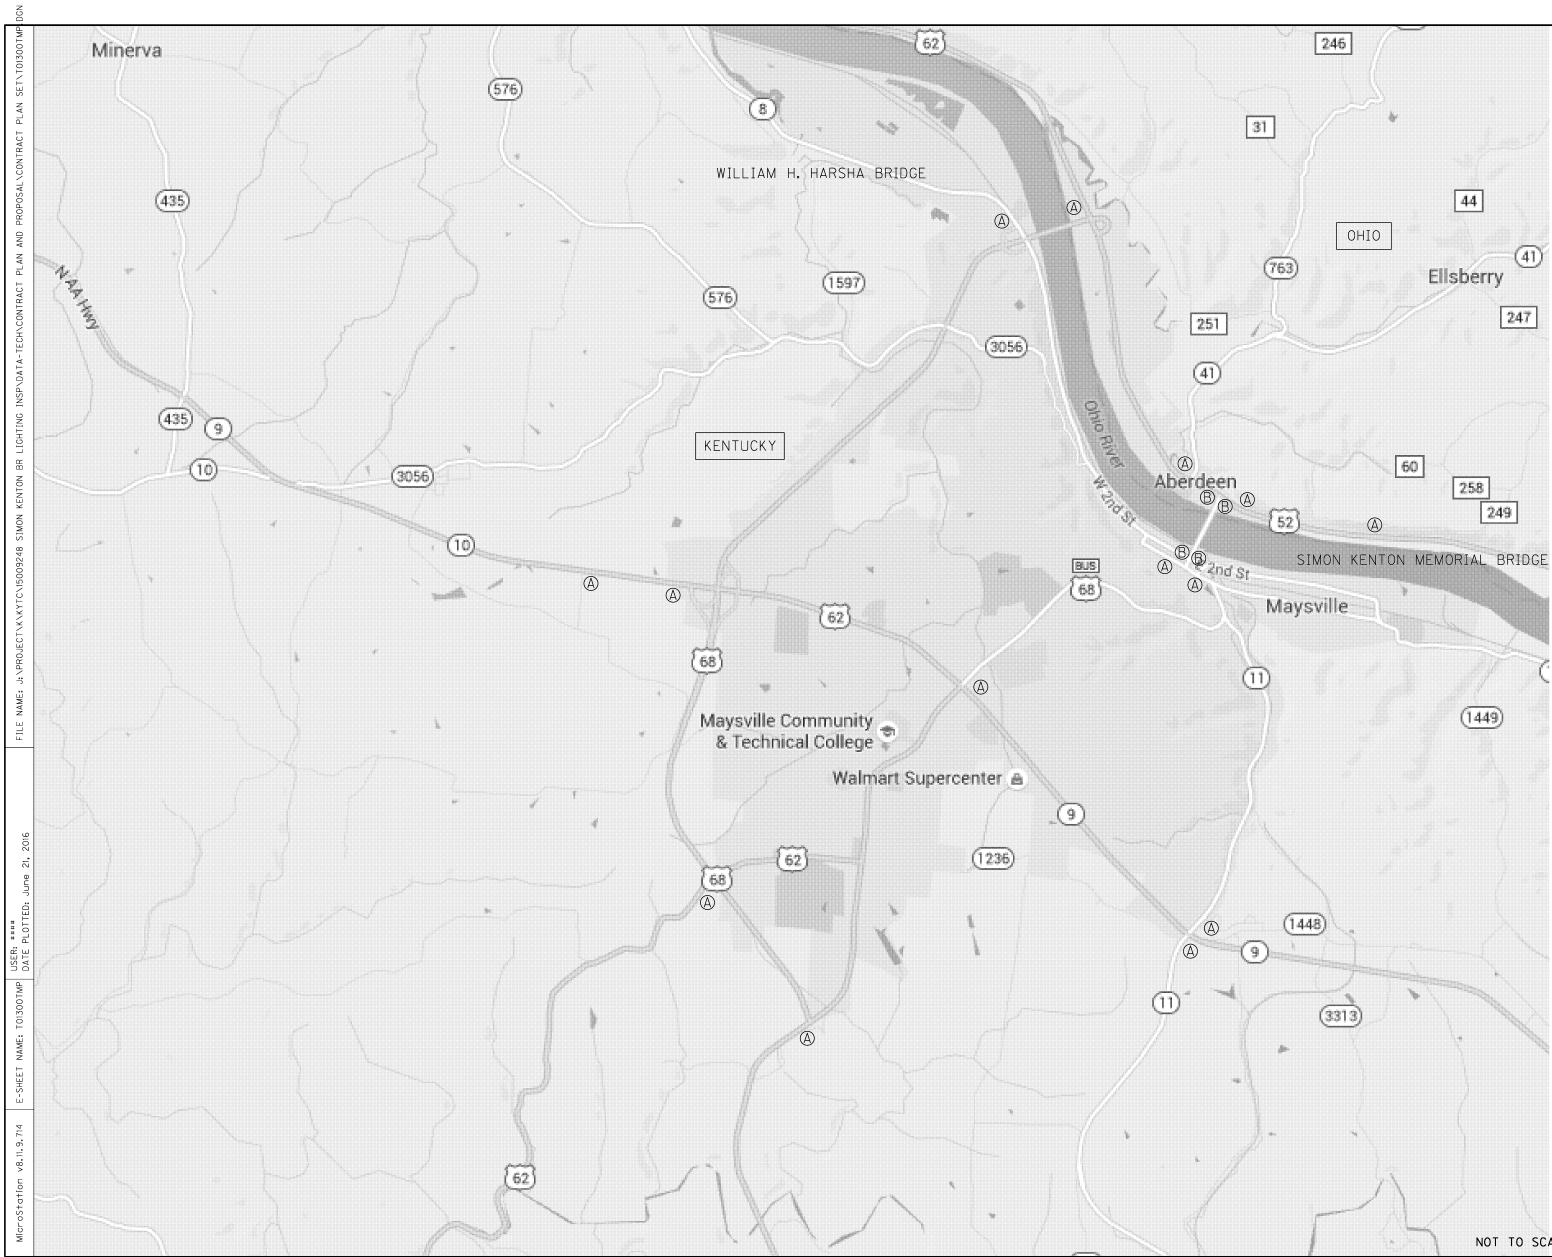 Minerva
62
246
576
8
31
WILLIAM H. HARSHA BRIDGE
435
44
A
A
OHIO
41
763
Ellsberry
N AA Hwy
1597
576
247
251
3056
41
435
9
Ohio River
KENTUCKY
10
3056
A
60
Aberdeen
258
W 2nd St
B
B
A
249
52
A
10
B
B
SIMON KENTON MEMORIAL BRIDGE
BUS
68
A
2nd St
A
A
A
62
Maysville
68
11
A
1449
Maysville Community
& Technical College
Walmart Supercenter
9
62
1236
68
A
1448
A
A
9
11
3313
A
62
NOT TO SCA
FILE NAME: J:\PROJECT\K\KYTC\15009248 SIMON KENTON BR LIGHTING INSP\DATA-TECH\CONTRACT PLAN AND PROPOSAL\CONTRACT PLAN SET\T01300TMP.DGN
USER: ****
DATE PLOTTED: June 21, 2016
E-SHEET NAME: T01300TMP
MicroStation v8.11.9.714